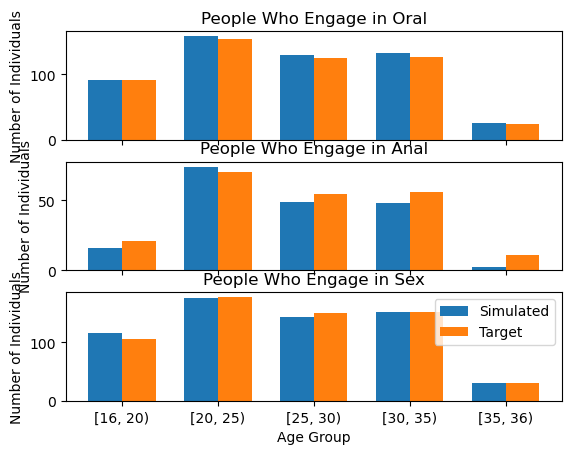 People Who Engage in Oral
Number of Individuals
100
0
People Who Engage in Anal
Number of Individuals
50
0
People Who Engage in Sex
Number of Individuals
100
0
Simulated
Target
[16, 20)
[20, 25)
[25, 30)
[30, 35)
[35, 36)
Age Group